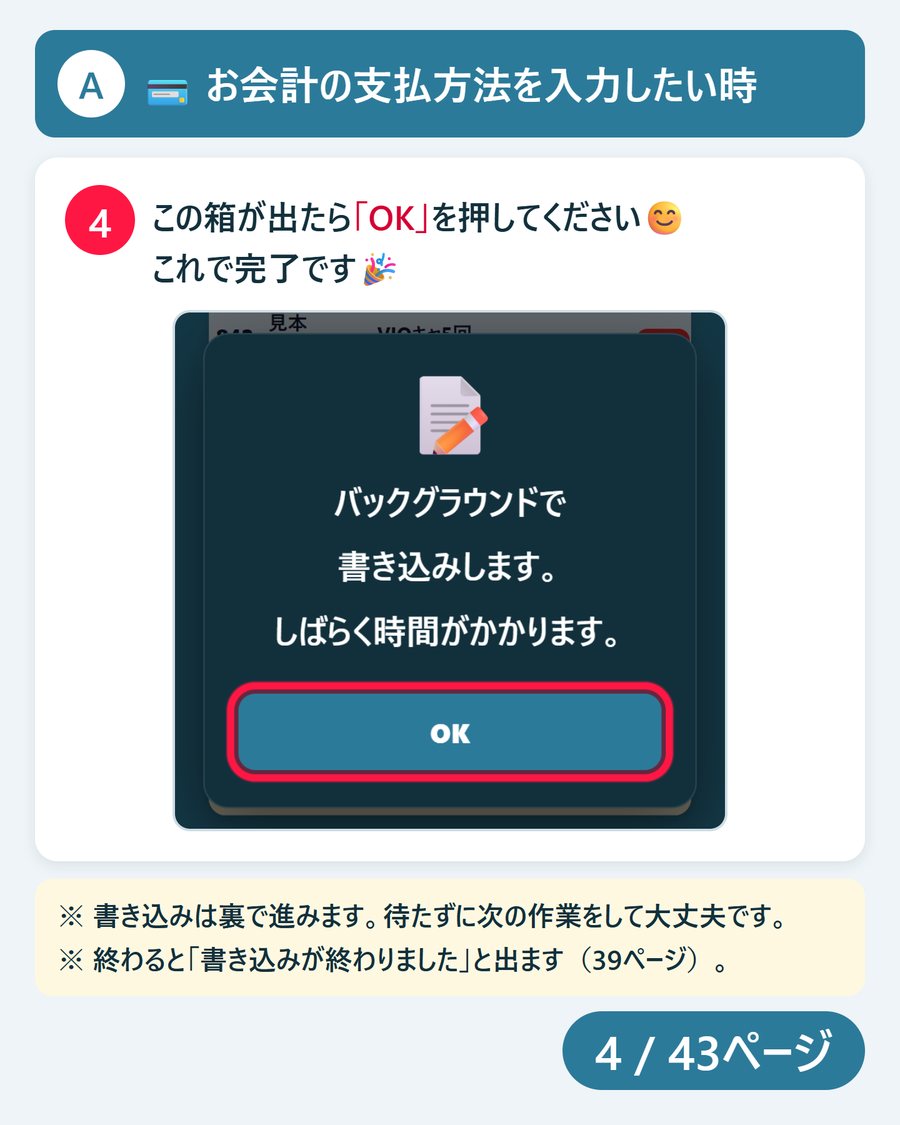 A 💳 お会計の支払方法を入力したい時
4 この箱が出たら「OK」を押してください😊
これで完了です🎉
見本
バックグラウンドで
書き込みします。
しばらく時間がかかります。
OK
※ 書き込みは裏で進みます。待たずに次の作業をして大丈夫です。
※ 終わると「書き込みが終わりました」と出ます（39ページ）。
4 / 43ページ